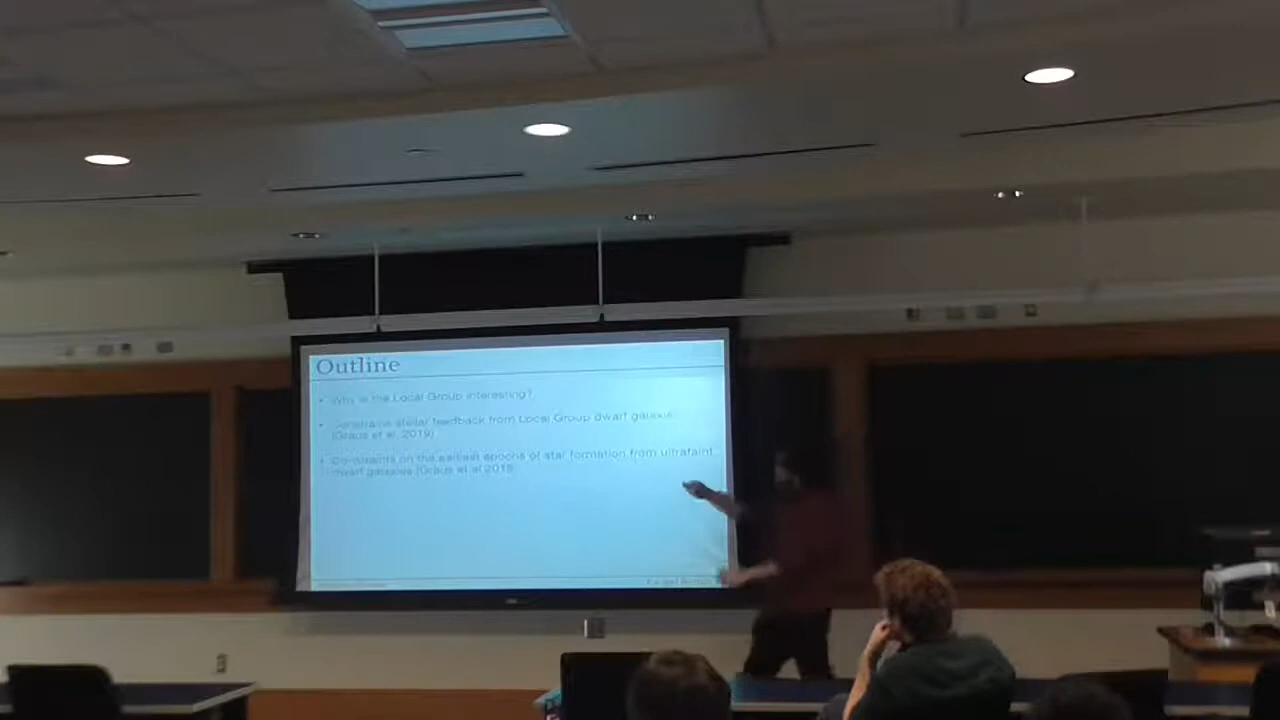 Outline
Why is the Local Group interesting?
Constrains stellar feedback from Local Group dwarf galaxies
(Graus et al. 2019)
Constraints on the earliest epochs of star formation from ultrafaint
dwarf galaxies (Graus et al 2019